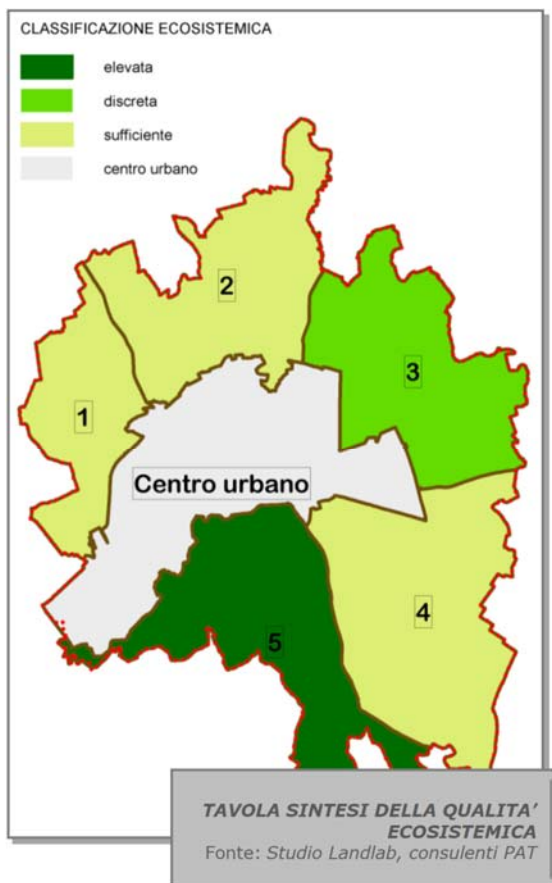 CLASSIFICAZIONE ECOSISTEMICA
elevata
discreta
sufficiente
centro urbano
2
3
1
Centro urbano
4
5
TAVOLA SINTESI DELLA QUALITA'
ECOSISTEMICA
Fonte: Studio Landlab, consulenti PAT